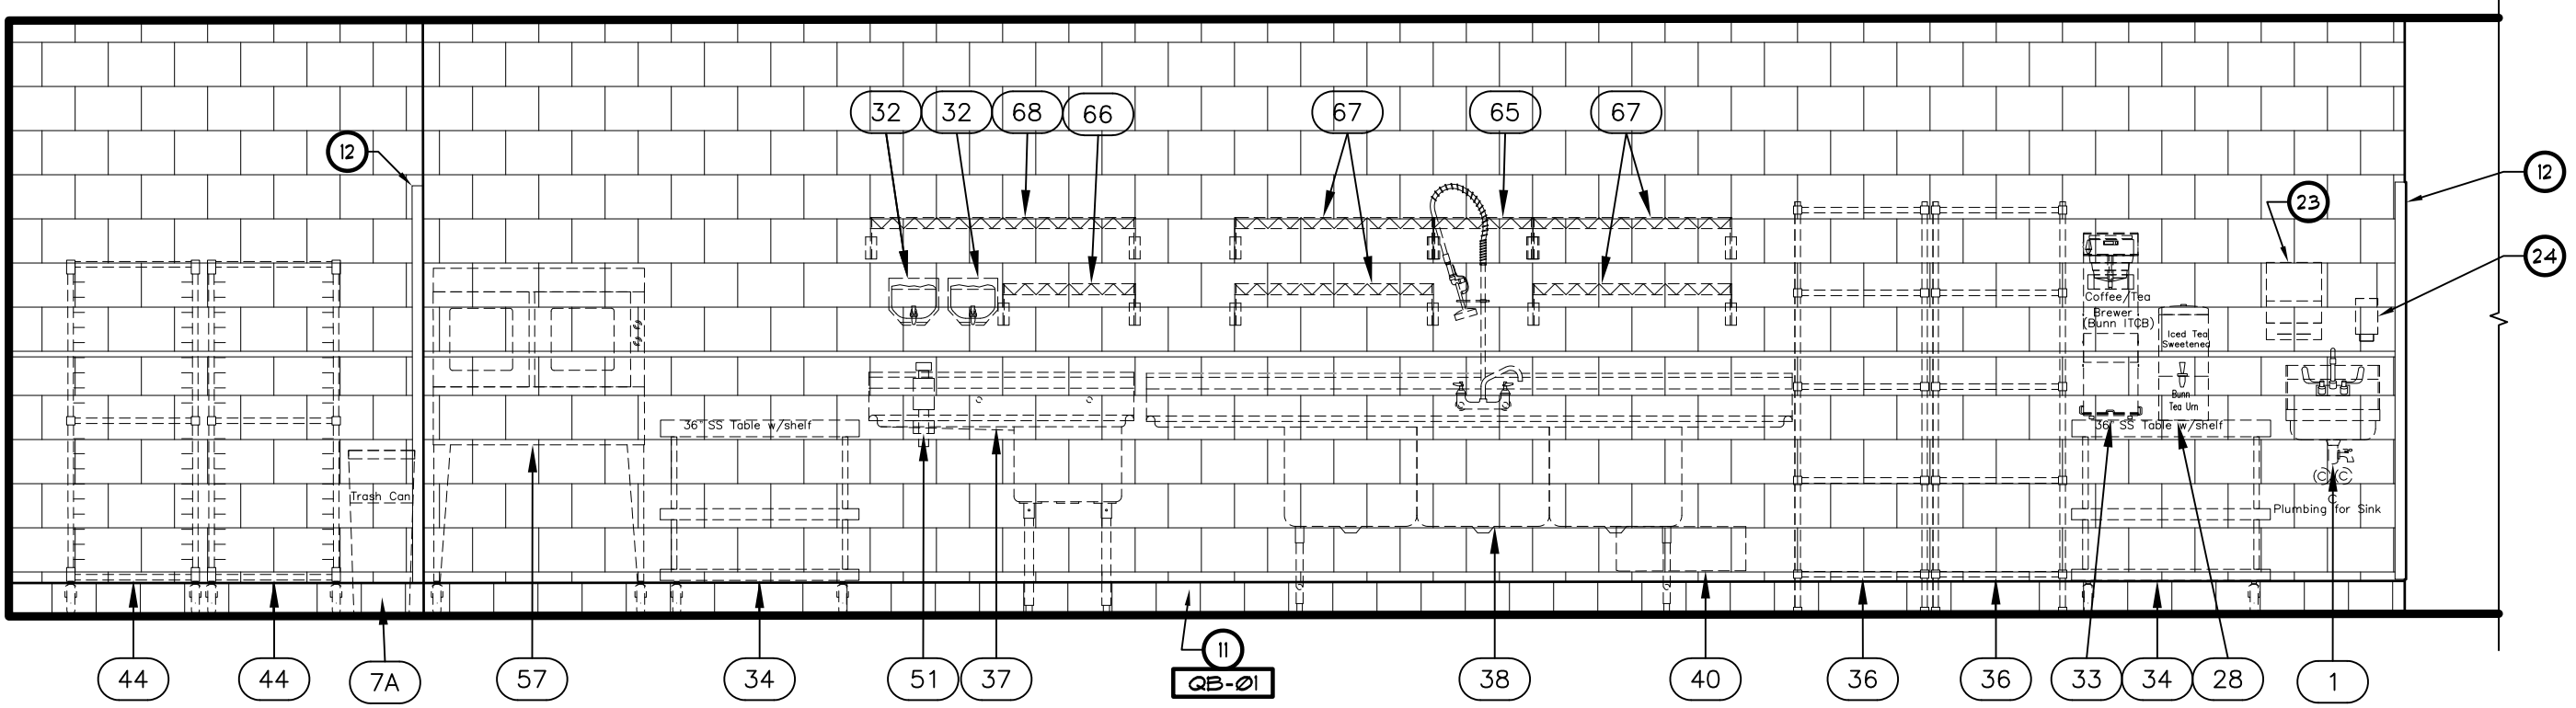 32
32
68
66
67
65
67
12
12
23
24
Coffee/Tea
Brewer
(Bunn ITCB)
Iced Tea
Sweetened
Bunn
Tea Urn
36" SS Table w/shelf
36" SS Table w/shelf
Trash Can
Plumbing for Sink
44
44
7A
57
34
51
37
11
QB-Ø1
38
40
36
36
33
34
28
1